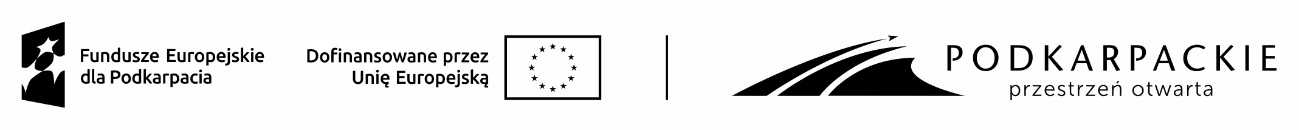 Fundusze Europejskie
dla Podkarpacia
Dofinansowane przez
Unię Europejską
PODKARPACKIE
przestrzeń otwarta